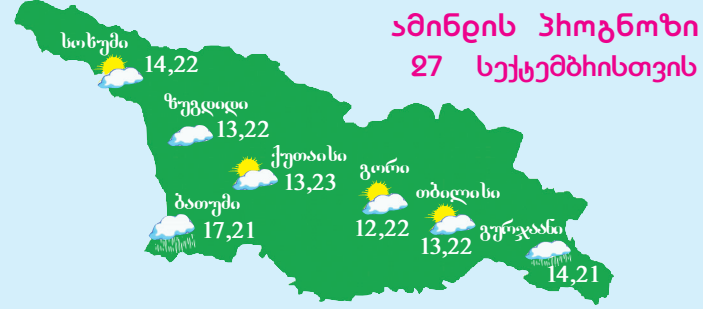 ამინდის პროგნოზი
27 სექტემბრისთვის
სოხუმი
14,22
ზუგდიდი
13,22
ქუთაისი
13,23
გორი
12,22
თბილისი
13,22
ბათუმი
17,21
გურჯაანი
14,21